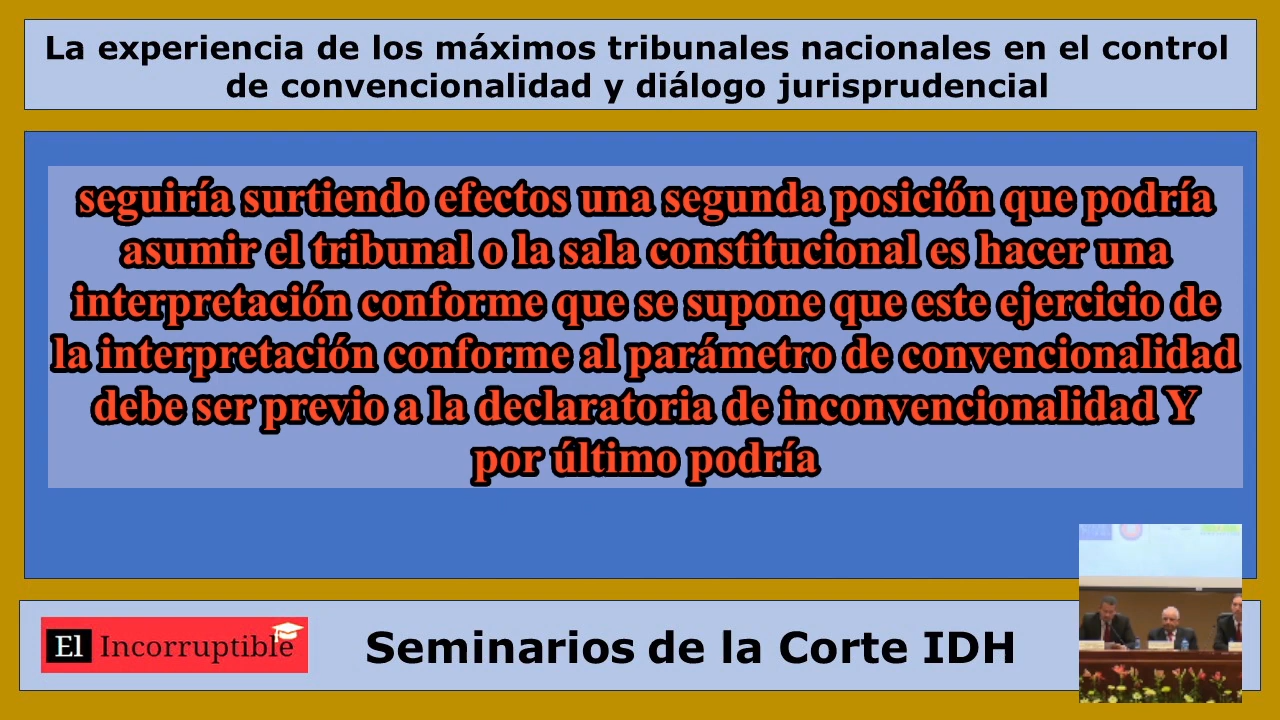 La experiencia de los máximos tribunales nacionales en el control
de convencionalidad y diálogo jurisprudencial
seguiría surtiendo efectos una segunda posición que podría
asumir el tribunal o la sala constitucional es hacer una
interpretación conforme que se supone que este ejercicio de
la interpretación conforme al parámetro de convencionalidad
debe ser previo a la declaratoria de inconvencionalidad Y
por último podría
El Incorruptible
Seminarios de la Corte IDH